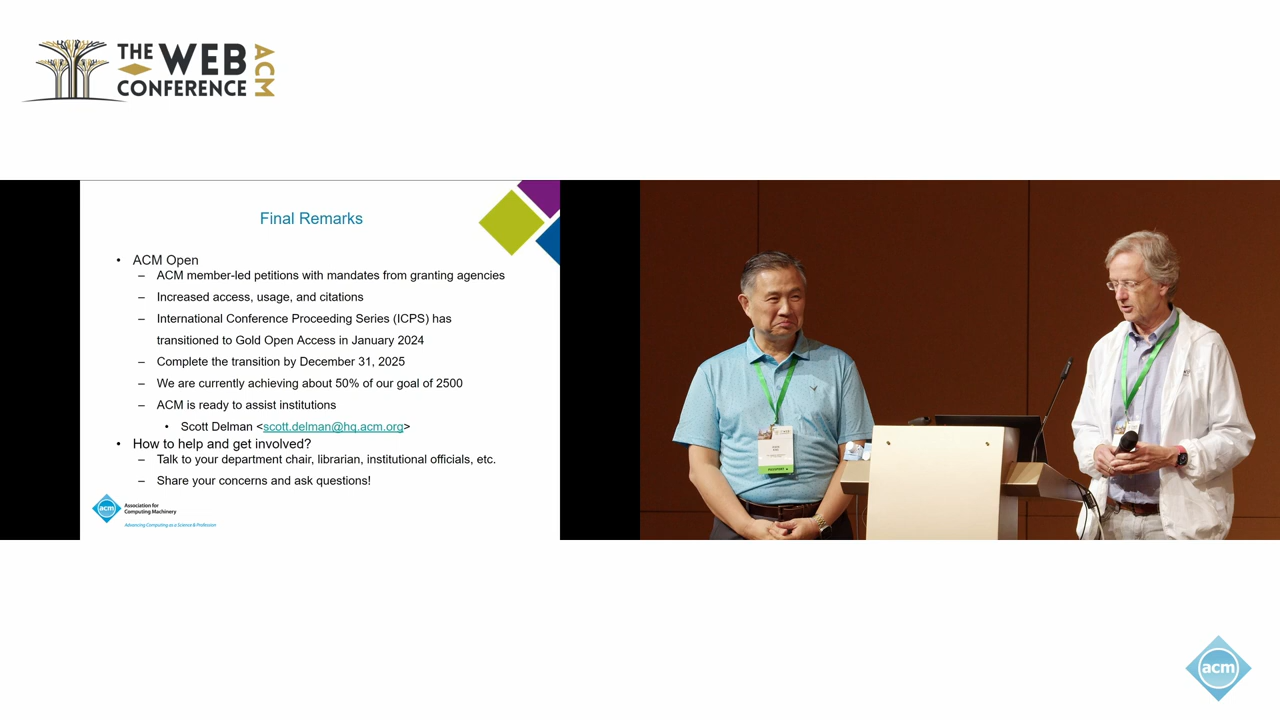 THE WEB
CONFERENCE
ACM
Final Remarks
• ACM Open
– ACM member-led petitions with mandates from granting agencies
– Increased access, usage, and citations
– International Conference Proceeding Series (ICPS) has
transitioned to Gold Open Access in January 2024
– Complete the transition by December 31, 2025
– We are currently achieving about 50% of our goal of 2500
– ACM is ready to assist institutions
• Scott Delman <scott.delman@hq.acm.org>
• How to help and get involved?
– Talk to your department chair, librarian, institutional officials, etc.
– Share your concerns and ask questions!
acm
Association for
Computing Machinery
Advancing Computing as a Science & Profession
acm